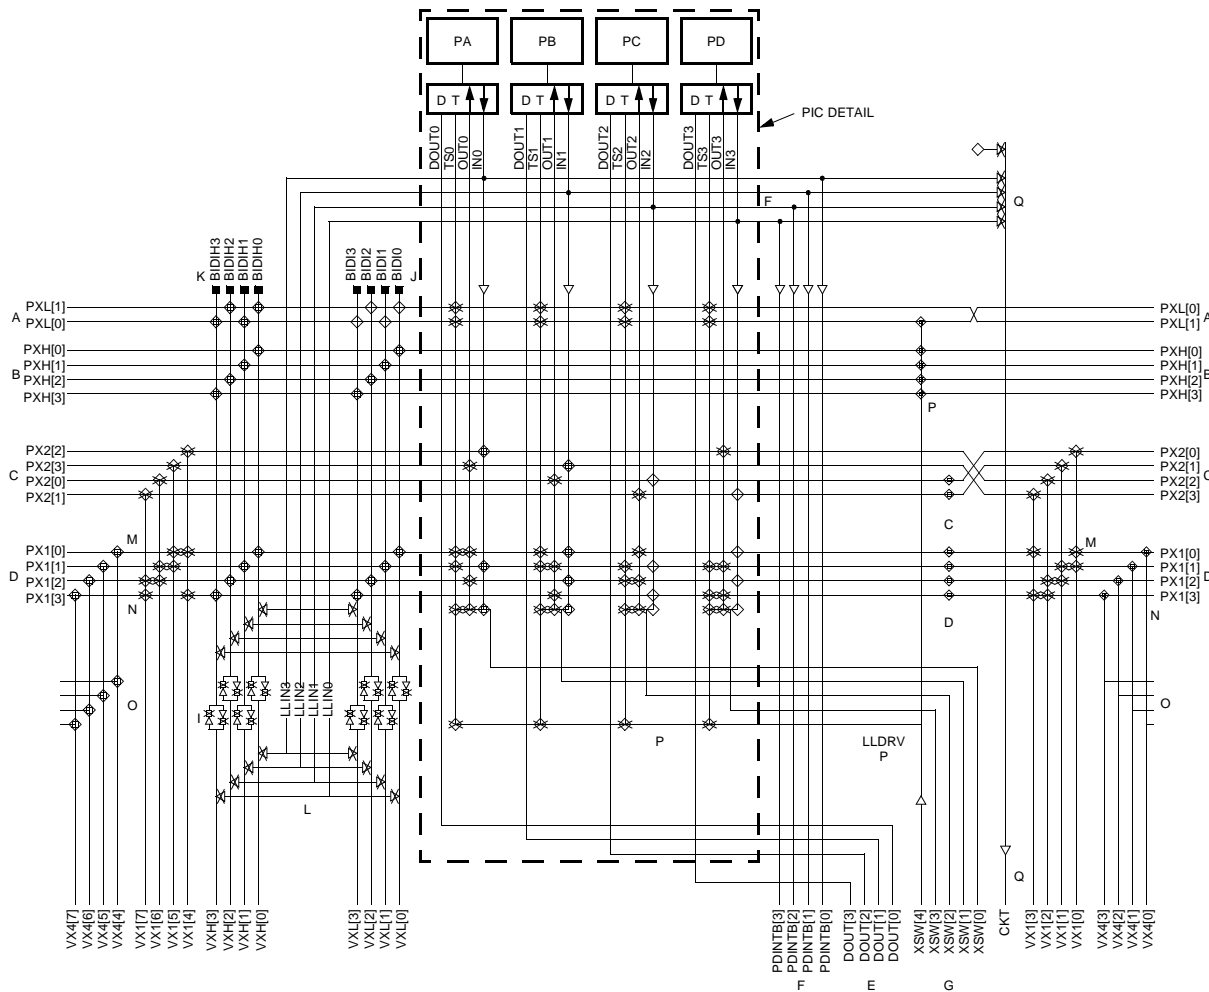 PA PB PC PD
D T D T D T D T
PIC DETAIL
DOUT0 TS0 OUT0 IN0 DOUT1 TS1 OUT1 IN1 DOUT2 TS2 OUT2 IN2 DOUT3 TS3 OUT3 IN3
F Q
K BIDIH3 BIDIH2 BIDIH1 BIDIH0 BIDI3 BIDI2 BIDI1 BIDI0 J
PXL[1] PXL[0]
A PXL[0] PXL[1] A
PXH[0] PXH[0]
PXH[1] PXH[1]
B PXH[2] PXH[2] B
PXH[3] PXH[3]
P
PX2[2] PX2[0]
PX2[3] PX2[1]
C PX2[0] PX2[2] C
PX2[1] PX2[3]
C
M M
PX1[0] PX1[0]
PX1[1] PX1[1]
D PX1[2] PX1[2] D
PX1[3] PX1[3]
N D N
O I LLIN3 LLIN2 LLIN1 LLIN0 O
P LLDRV
P
L
Q
VX4[7] VX4[6] VX4[5] VX4[4] VX1[7] VX1[6] VX1[5] VX1[4] VXH[3] VXH[2] VXH[1] VXH[0] VXL[3] VXL[2] VXL[1] VXL[0] PDINTB[3] PDINTB[2] PDINTB[1] PDINTB[0] DOUT[3] DOUT[2] DOUT[1] DOUT[0] XSW[4] XSW[3] XSW[2] XSW[1] XSW[0] CKT VX1[3] VX1[2] VX1[1] VX1[0] VX4[3] VX4[2] VX4[1] VX4[0]
F E G